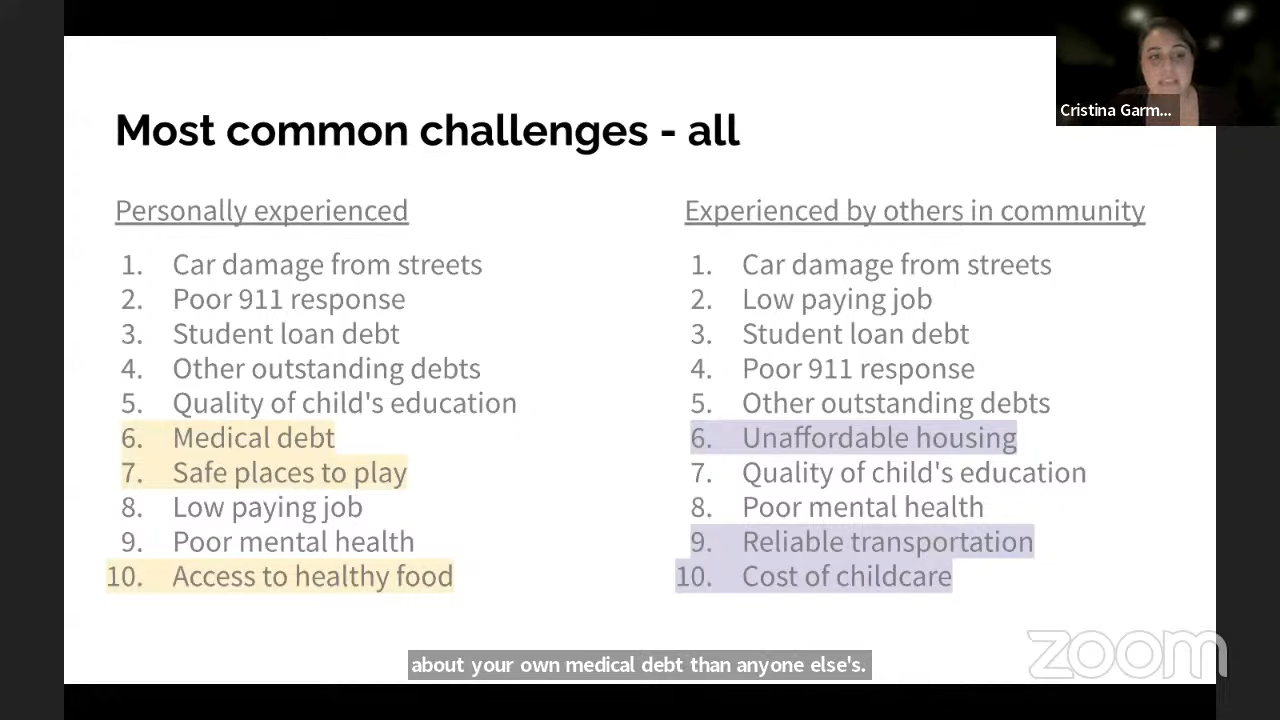 Cristina Garm...
Most common challenges - all
Personally experienced
1. Car damage from streets
2. Poor 911 response
3. Student loan debt
4. Other outstanding debts
5. Quality of child's education
6. Medical debt
7. Safe places to play
8. Low paying job
9. Poor mental health
10. Access to healthy food
Experienced by others in community
1. Car damage from streets
2. Low paying job
3. Student loan debt
4. Poor 911 response
5. Other outstanding debts
6. Unaffordable housing
7. Quality of child's education
8. Poor mental health
9. Reliable transportation
10. Cost of childcare
about your own medical debt than anyone else's.
zoom